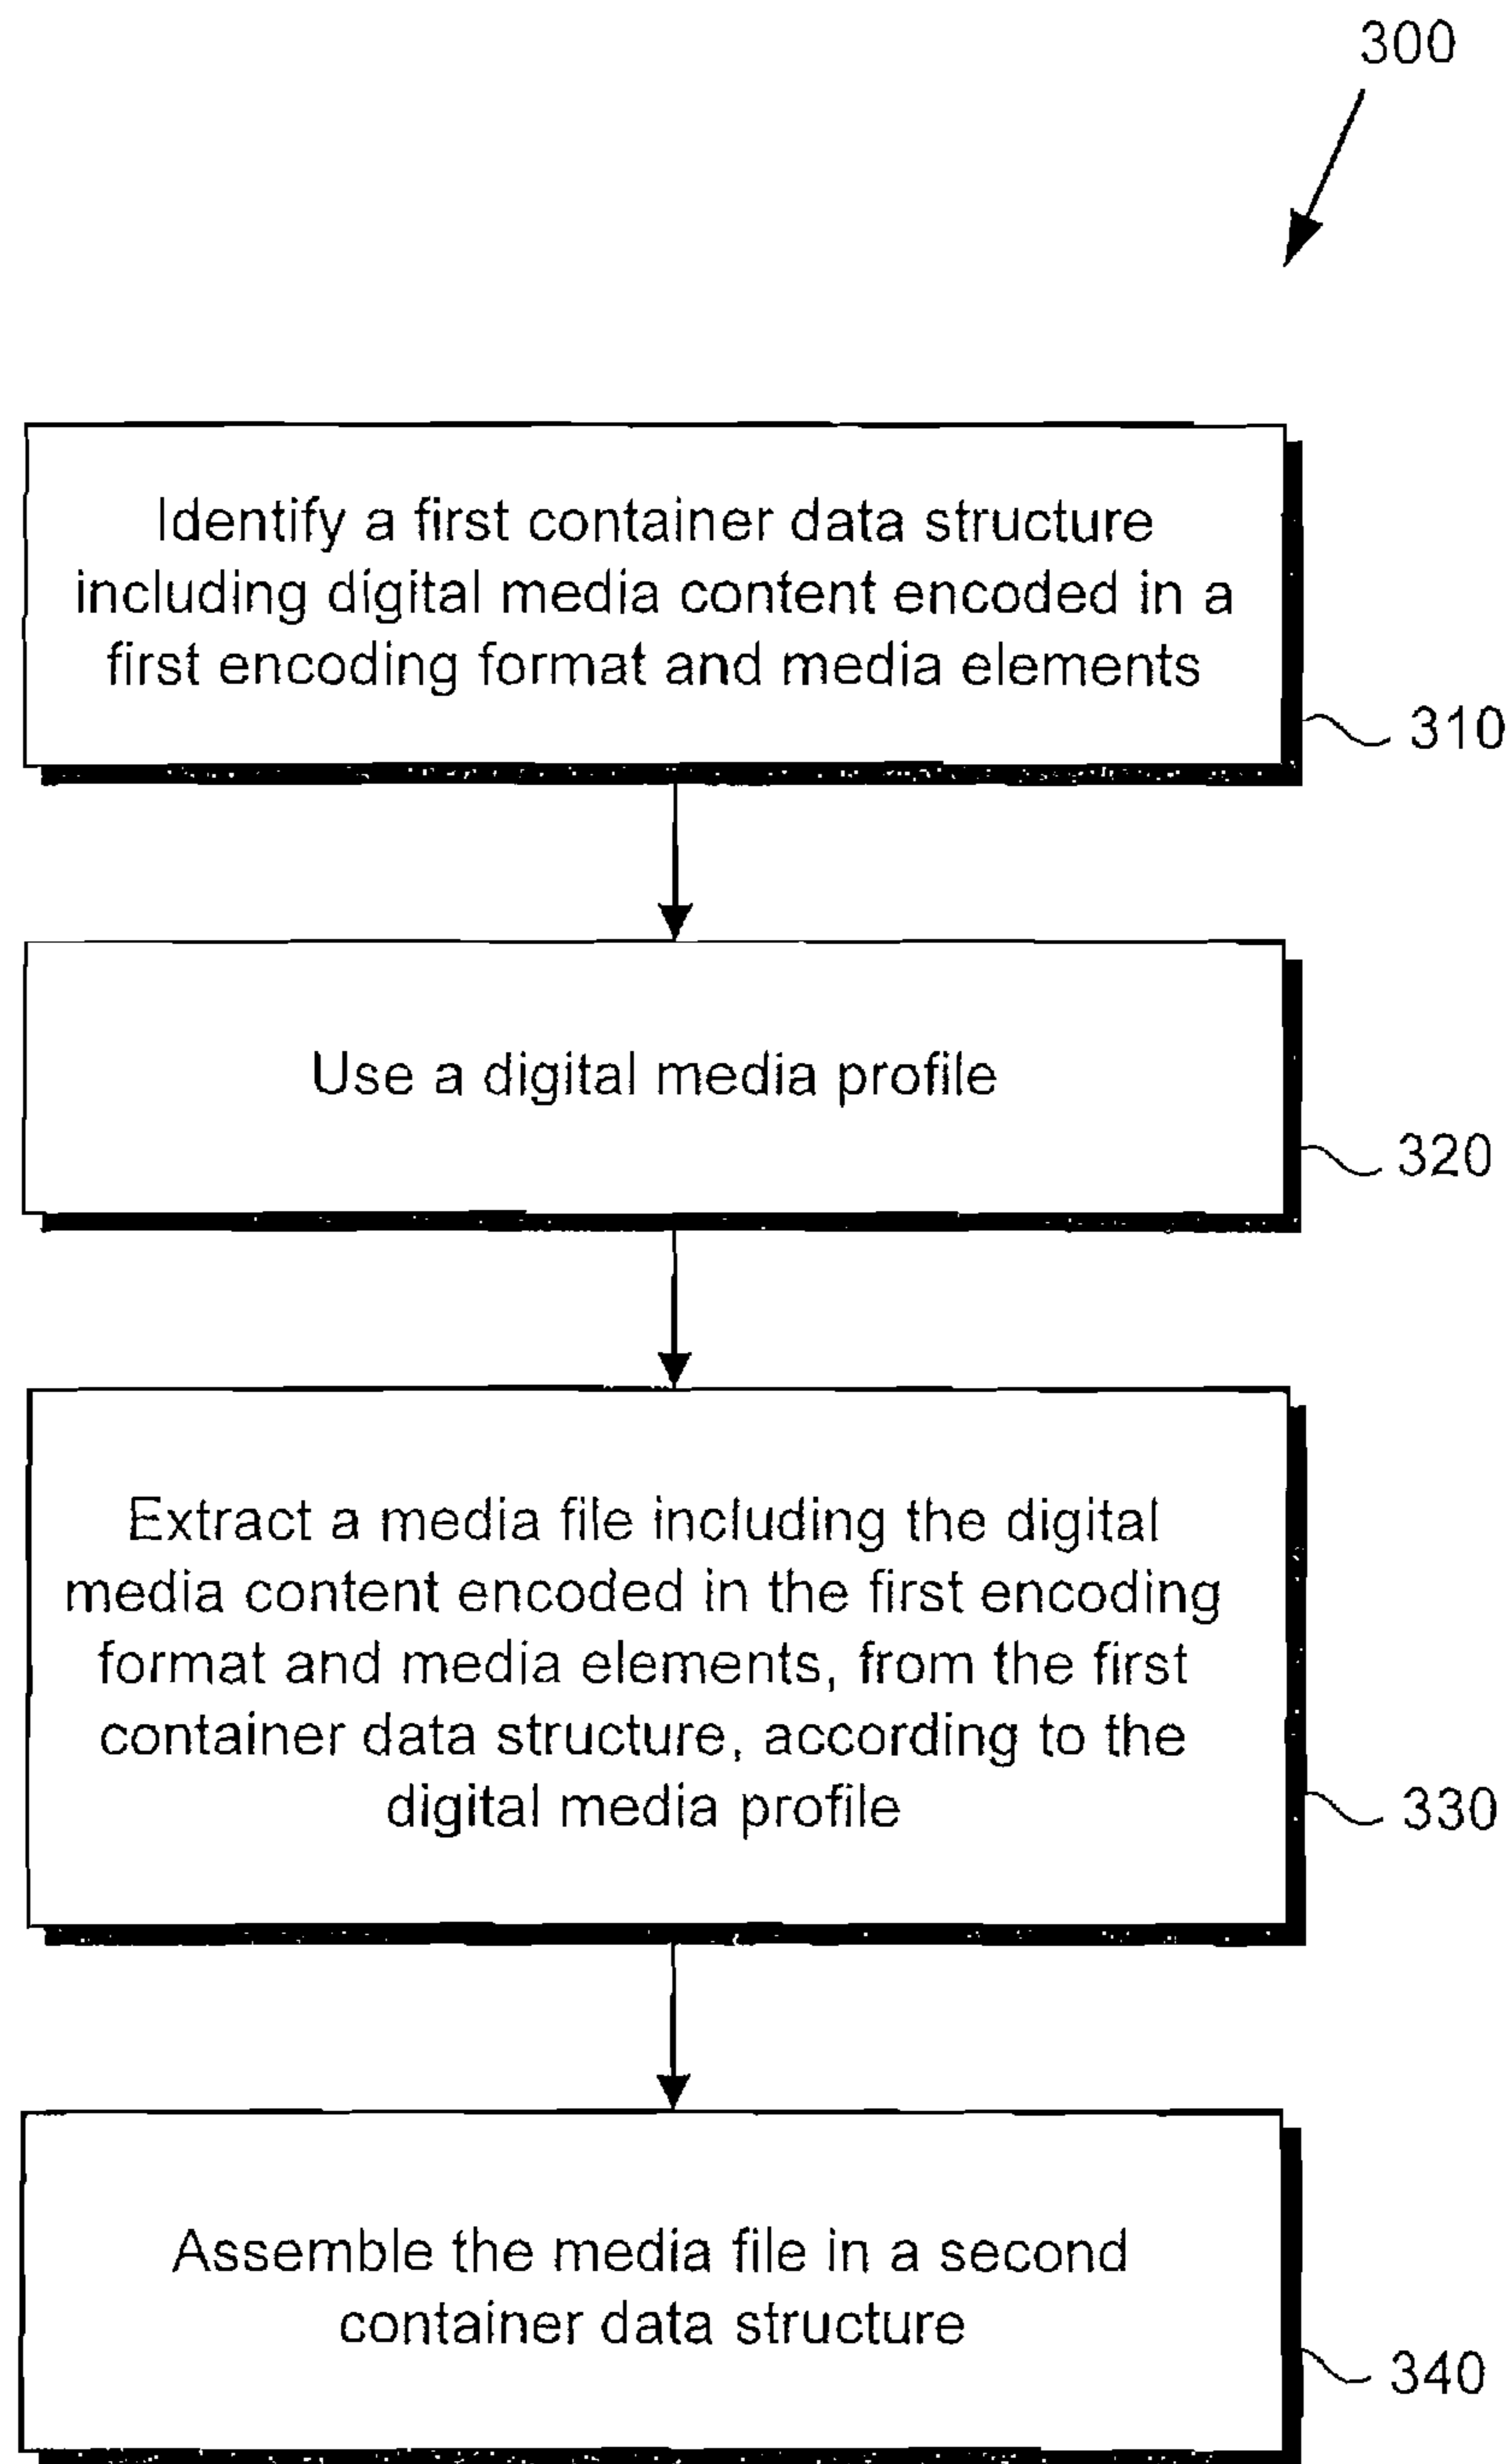 300
Identify a first container data structure
including digital media content encoded in a
first encoding format and media elements
310
Use a digital media profile
320
Extract a media file including the digital
media content encoded in the first encoding
format and media elements, from the first
container data structure, according to the
digital media profile
330
Assemble the media file in a second
container data structure
340